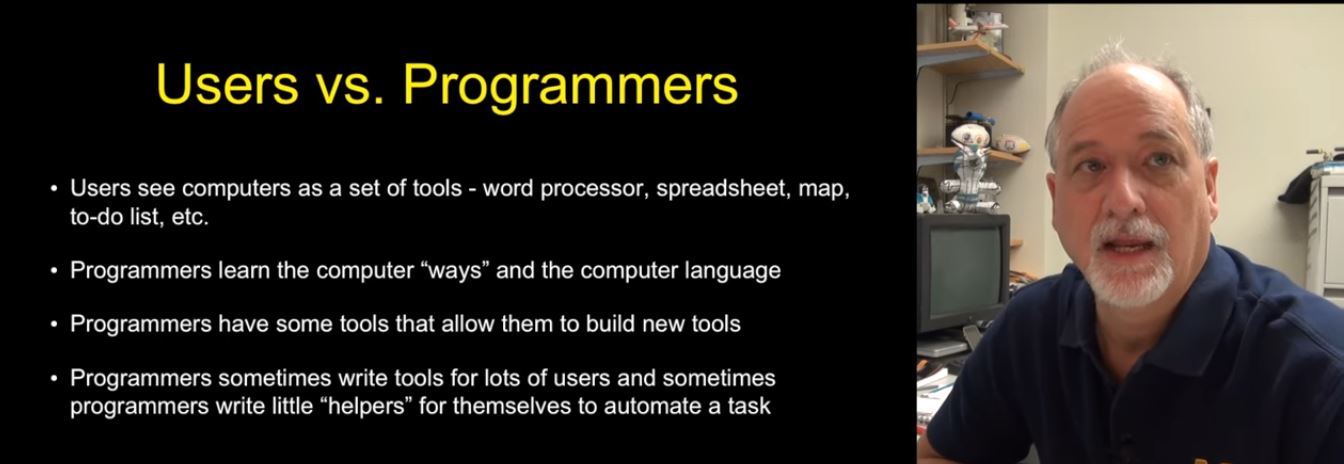 Users vs. Programmers
• Users see computers as a set of tools - word processor, spreadsheet, map,
to-do list, etc.
• Programmers learn the computer “ways” and the computer language
• Programmers have some tools that allow them to build new tools
• Programmers sometimes write tools for lots of users and sometimes
programmers write little “helpers” for themselves to automate a task